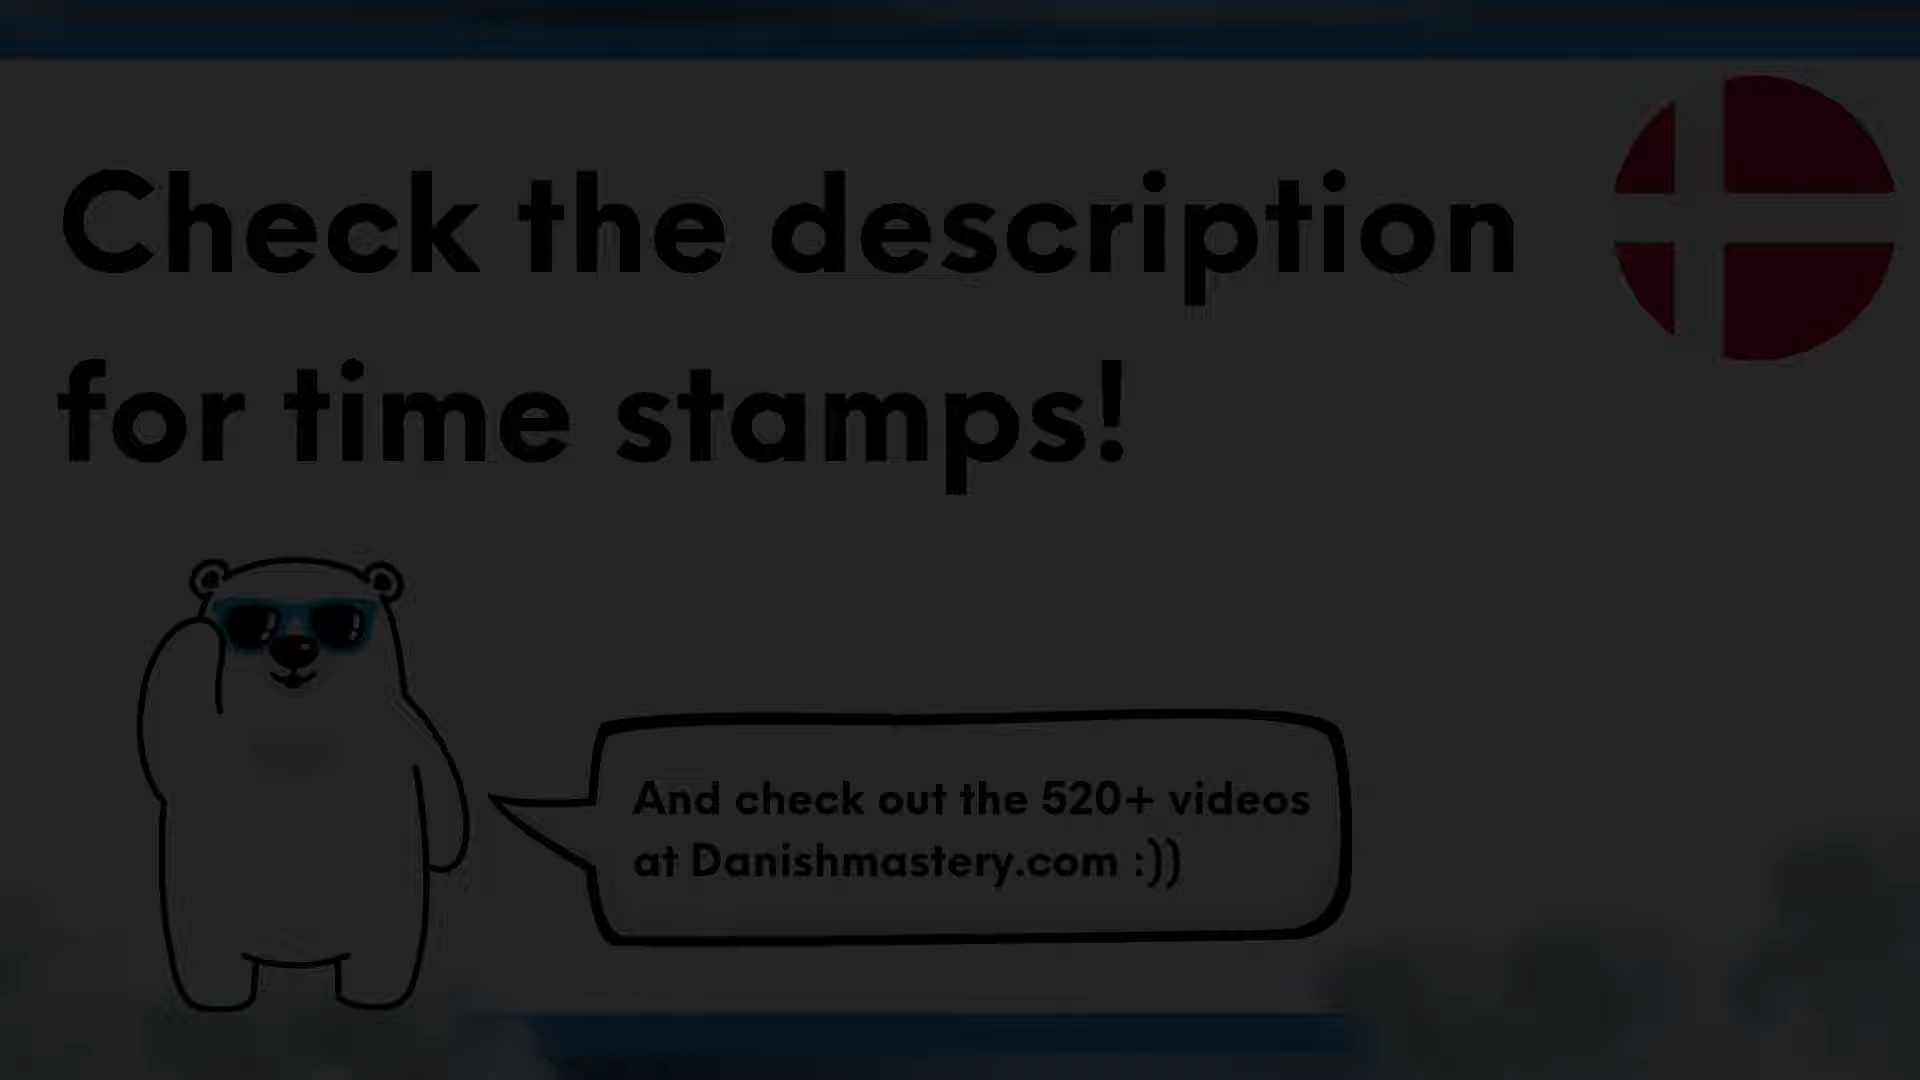 Check the description
for time stamps!
And check out the 520+ videos
at Danishmastery.com :))